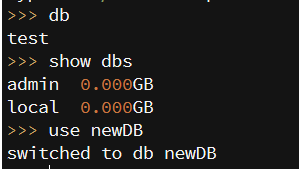 >>> db
test
>>> show dbs
admin  0.000GB
local  0.000GB
>>> use newDB
switched to db newDB